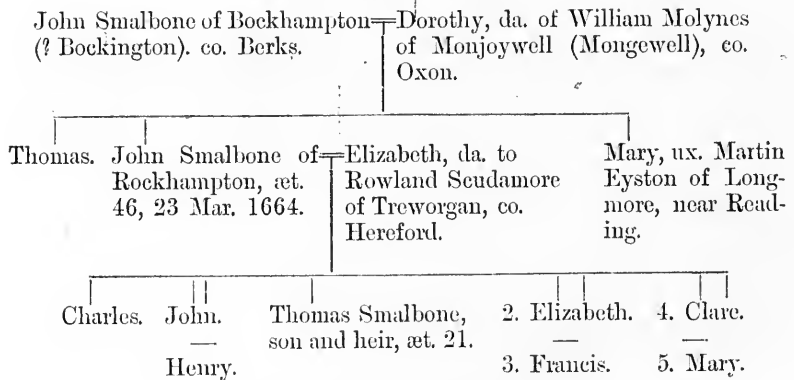 John Smalbone of Bockhampton
(? Bockington). co. Berks.
Dorothy, da. of William Molynes
of Monjoywell (Mongewell), co.
Oxon.
Thomas.
John Smalbone of
Rockhampton, æt.
46, 23 Mar. 1664.
Elizabeth, da. to
Rowland Scudamore
of Treworgan, co.
Hereford.
Mary, ux. Martin
Eyston of Long-
more, near Read-
ing.
Charles.
John.
—
Henry.
Thomas Smalbone,
son and heir, æt. 21.
2. Elizabeth.
—
3. Francis.
4. Clare.
—
5. Mary.